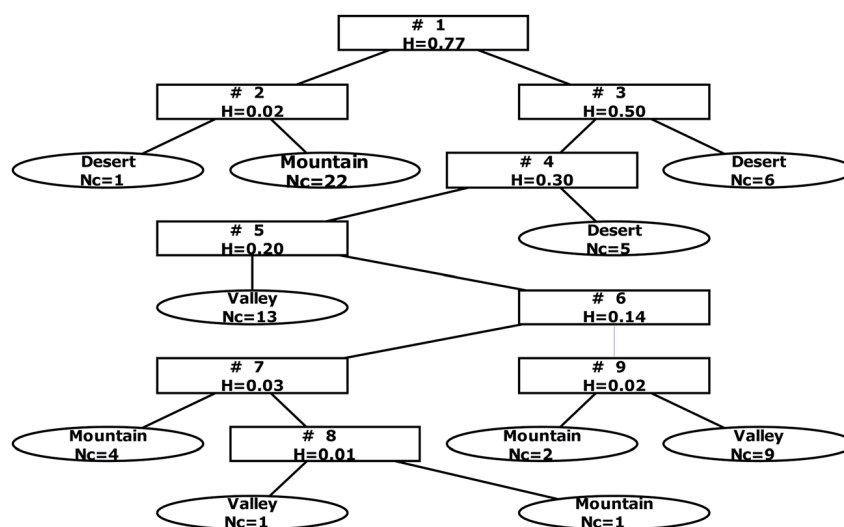 # 1
H=0.77
# 2
H=0.02
# 3
H=0.50
Desert
Nc=1
Mountain
Nc=22
# 4
H=0.30
Desert
Nc=6
# 5
H=0.20
Desert
Nc=5
Valley
Nc=13
# 6
H=0.14
# 7
H=0.03
# 9
H=0.02
Mountain
Nc=4
# 8
H=0.01
Mountain
Nc=2
Valley
Nc=9
Valley
Nc=1
Mountain
Nc=1